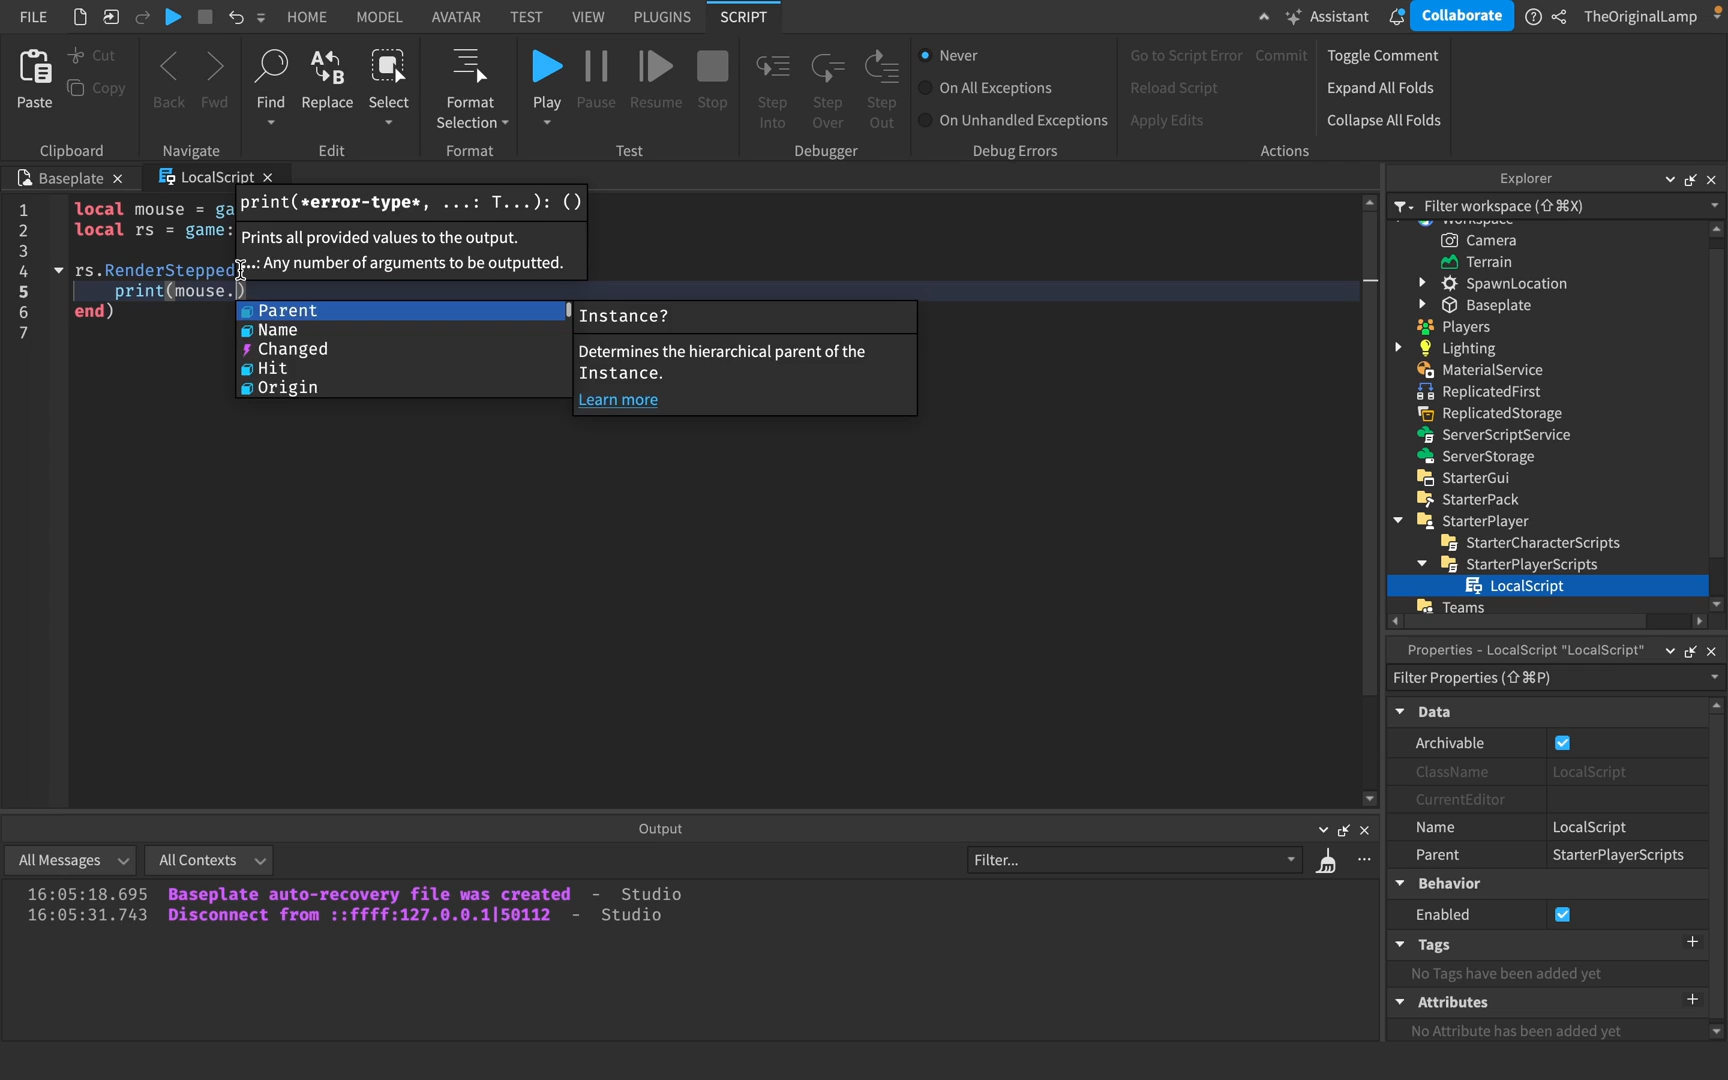 FILE HOME MODEL AVATAR TEST VIEW PLUGINS SCRIPT Assistant Collaborate TheOriginalLamp
Paste Cut Copy
Back Fwd
Find Replace Select
Format Selection
Play Pause Resume Stop
Step Into Step Over Step Out
Never
On All Exceptions
On Unhandled Exceptions
Go to Script Error Commit
Reload Script
Apply Edits
Toggle Comment
Expand All Folds
Collapse All Folds
Clipboard Navigate Edit Format Test Debugger Debug Errors Actions
Baseplate LocalScript
1 local mouse = ga
2 local rs = game:
3
4 rs.RenderStepped
5 print(mouse.)
6 end)
7
print(*error-type*, ...: T...): ()
Prints all provided values to the output.
...: Any number of arguments to be outputted.
Parent
Name
Changed
Hit
Origin
Instance?
Determines the hierarchical parent of the
Instance.
Learn more
Explorer
Filter workspace (⇧⌘X)
Workspace
Camera
Terrain
SpawnLocation
Baseplate
Players
Lighting
MaterialService
ReplicatedFirst
ReplicatedStorage
ServerScriptService
ServerStorage
StarterGui
StarterPack
StarterPlayer
StarterCharacterScripts
StarterPlayerScripts
LocalScript
Teams
Properties - LocalScript "LocalScript"
Filter Properties (⇧⌘P)
Data
Archivable
ClassName LocalScript
CurrentEditor
Name LocalScript
Parent StarterPlayerScripts
Behavior
Enabled
Tags +
No Tags have been added yet
Attributes +
No Attribute has been added yet
Output
All Messages All Contexts Filter... ...
16:05:18.695 Baseplate auto-recovery file was created - Studio
16:05:31.743 Disconnect from ::ffff:127.0.0.1|50112 - Studio